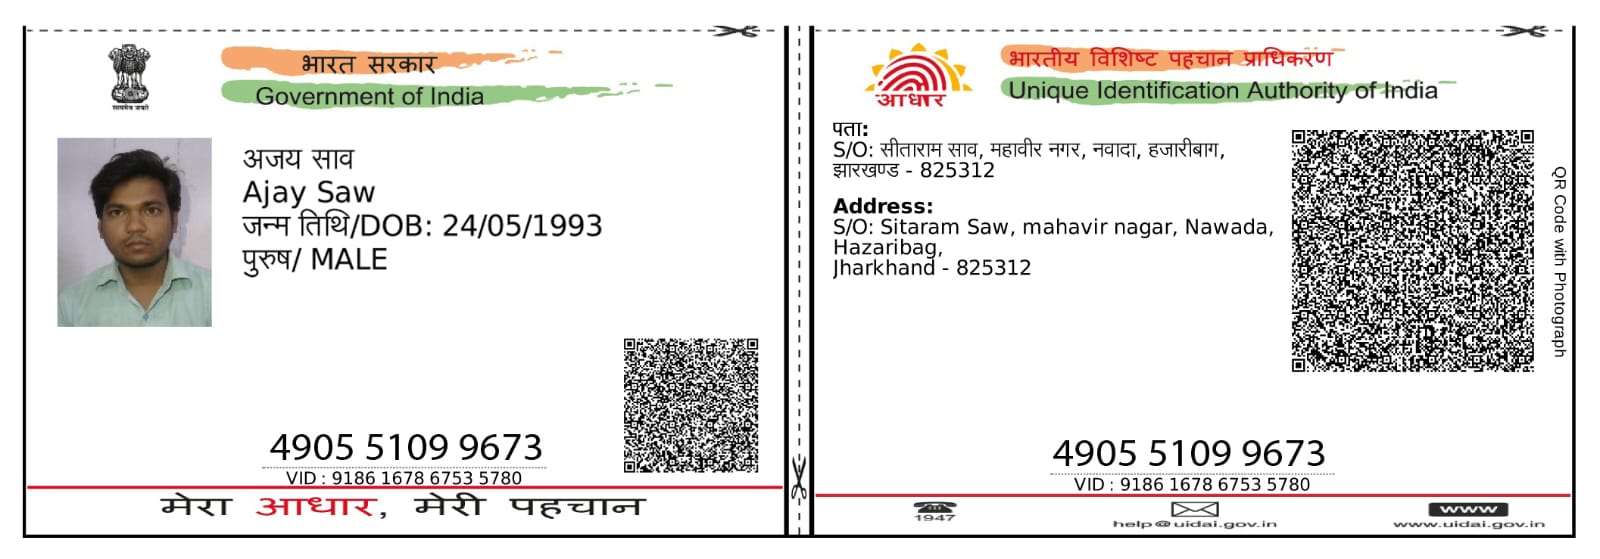 भारत सरकार
Government of India
सत्यमेव जयते
अजय साव
Ajay Saw
जन्म तिथि/DOB: 24/05/1993
पुरुष/ MALE
4905 5109 9673
VID : 9186 1678 6753 5780
मेरा आधार, मेरी पहचान
भारतीय विशिष्ट पहचान प्राधिकरण
Unique Identification Authority of India
आधार
पता:
S/O: सीताराम साव, महावीर नगर, नवादा, हजारीबाग,
झारखण्ड - 825312
Address:
S/O: Sitaram Saw, mahavir nagar, Nawada,
Hazaribag,
Jharkhand - 825312
QR Code with Photograph
4905 5109 9673
VID : 9186 1678 6753 5780
1947
help@uidai.gov.in
www
www.uidai.gov.in